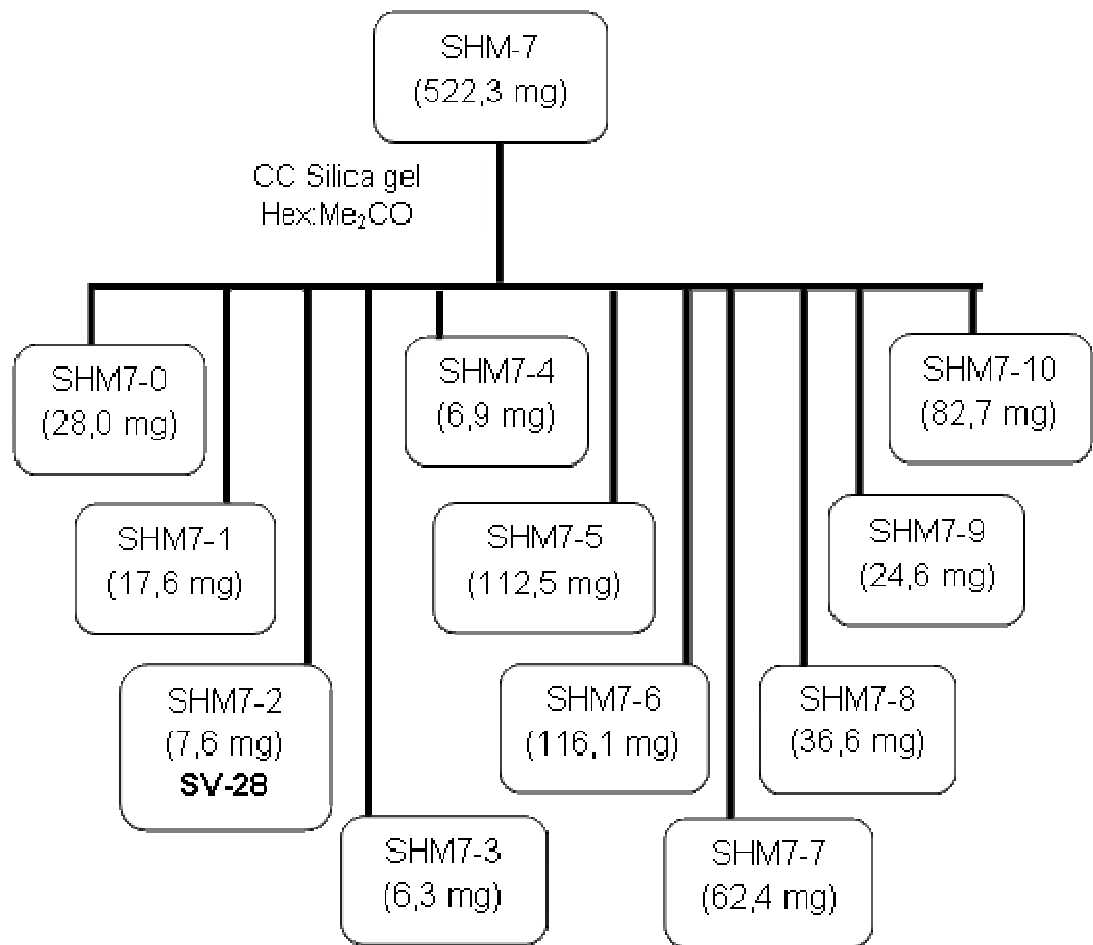 SHM-7
(522,3 mg)
CC Silica gel
Hex:Me₂CO
SHM7-0
(28,0 mg)
SHM7-1
(17,6 mg)
SHM7-2
(7,6 mg)
SV-28
SHM7-3
(6,3 mg)
SHM7-4
(6,9 mg)
SHM7-5
(112,5 mg)
SHM7-6
(116,1 mg)
SHM7-7
(62,4 mg)
SHM7-8
(36,6 mg)
SHM7-9
(24,6 mg)
SHM7-10
(82,7 mg)